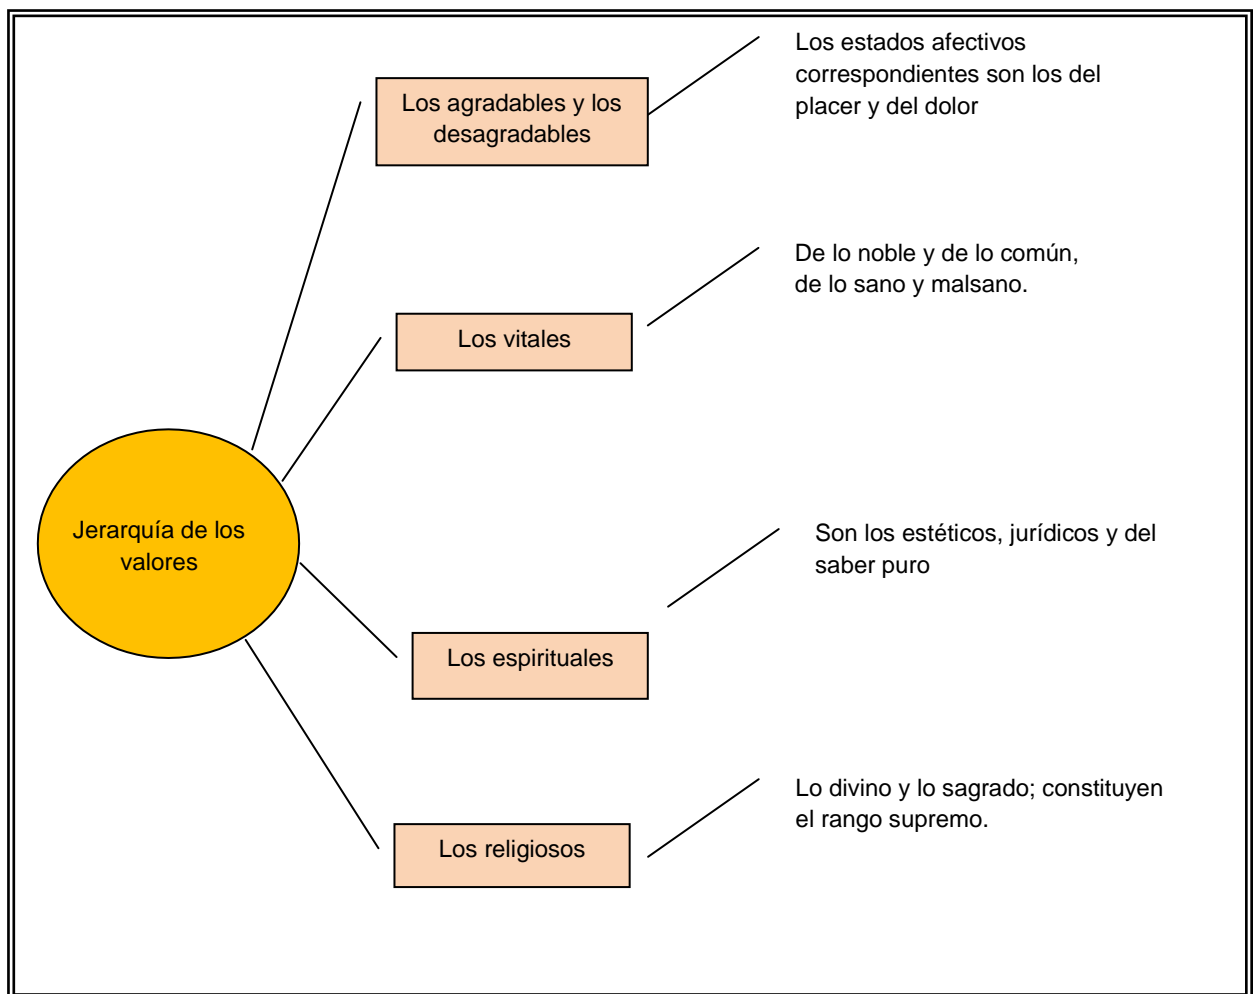 Jerarquía de los
valores
Los agradables y los
desagradables
Los estados afectivos
correspondientes son los del
placer y del dolor
Los vitales
De lo noble y de lo común,
de lo sano y malsano.
Los espirituales
Son los estéticos, jurídicos y del
saber puro
Los religiosos
Lo divino y lo sagrado; constituyen
el rango supremo.